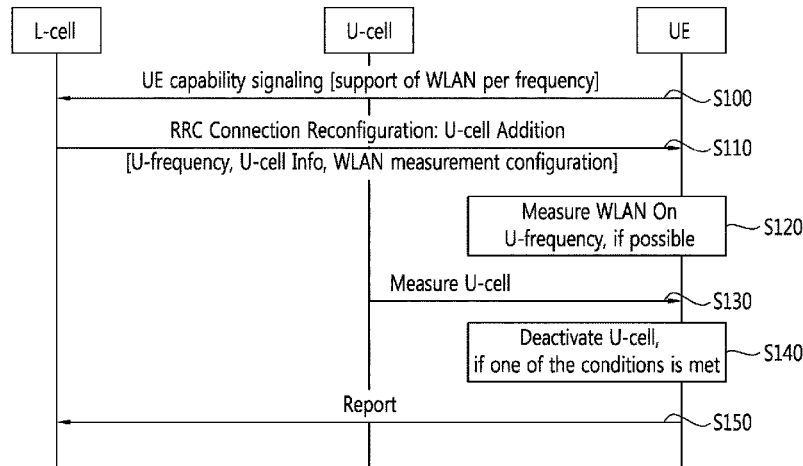 L-cell
U-cell
UE
UE capability signaling [support of WLAN per frequency]
S100
RRC Connection Reconfiguration: U-cell Addition
S110
[U-frequency, U-cell Info, WLAN measurement configuration]
Measure WLAN On
U-frequency, if possible
S120
Measure U-cell
S130
Deactivate U-cell,
if one of the conditions is met
S140
Report
S150